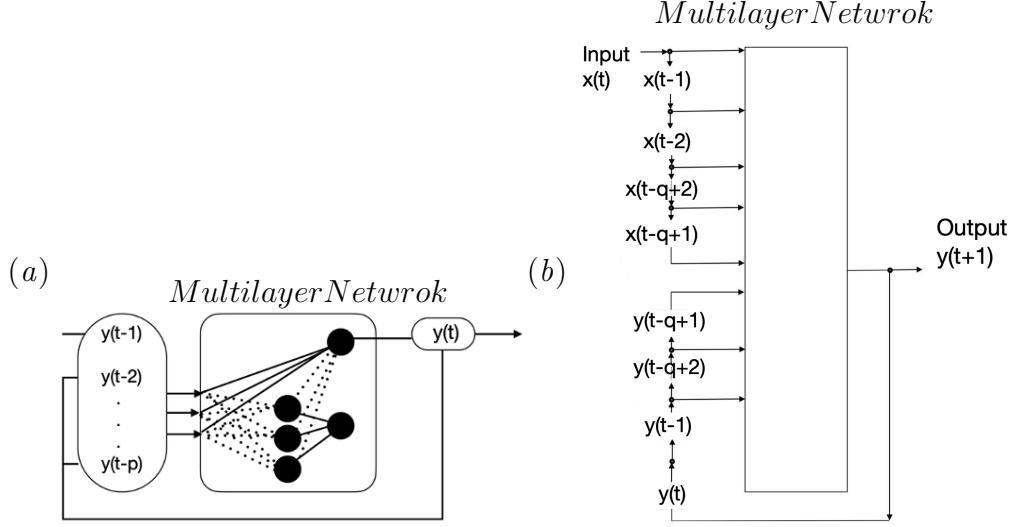 (a)
MultilayerNetwrok
y(t-1)
y(t-2)
.
.
.
y(t-p)
y(t)
(b)
MultilayerNetwrok
Input
x(t)
x(t-1)
x(t-2)
x(t-q+2)
x(t-q+1)
y(t-q+1)
y(t-q+2)
y(t-1)
y(t)
Output
y(t+1)